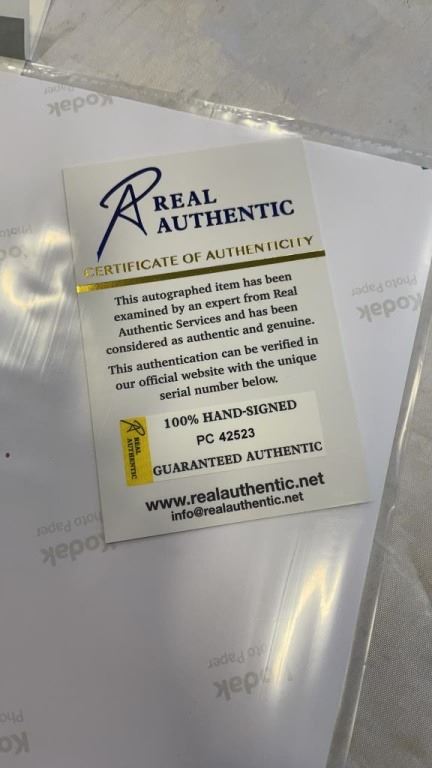 Kodak
REAL
AUTHENTIC
CERTIFICATE OF AUTHENTICITY
This autographed item has been
examined by an expert from Real
Authentic Services and has been
considered as authentic and genuine.
This authentication can be verified in
our official website with the unique
serial number below.
REAL
AUTHENTIC
100% HAND-SIGNED
PC 42523
GUARANTEED AUTHENTIC
www.realauthentic.net
info@realauthentic.net
Photo Paper
Kodak
Photo Paper
Kodak
Paper
Kodak